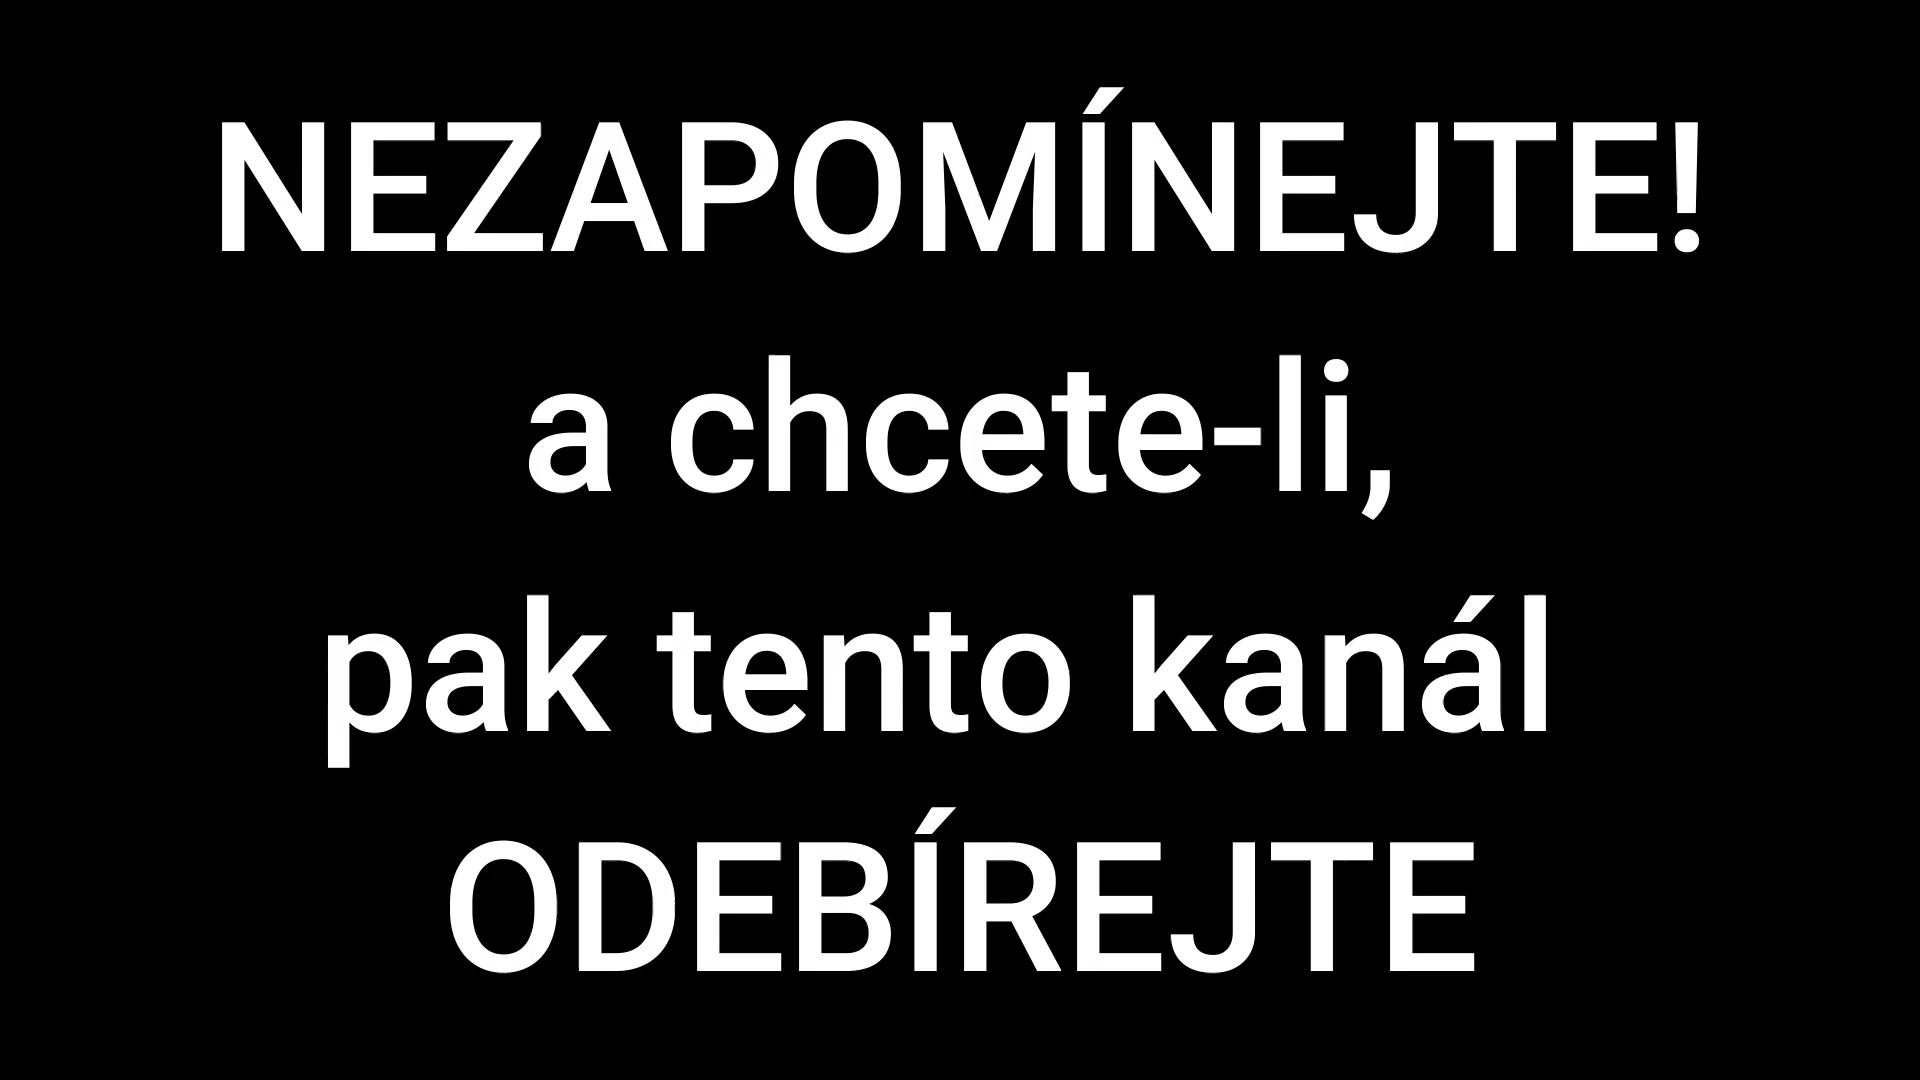 NEZAPOMÍNEJTE!
a chcete-li,
pak tento kanál
ODEBÍREJTE